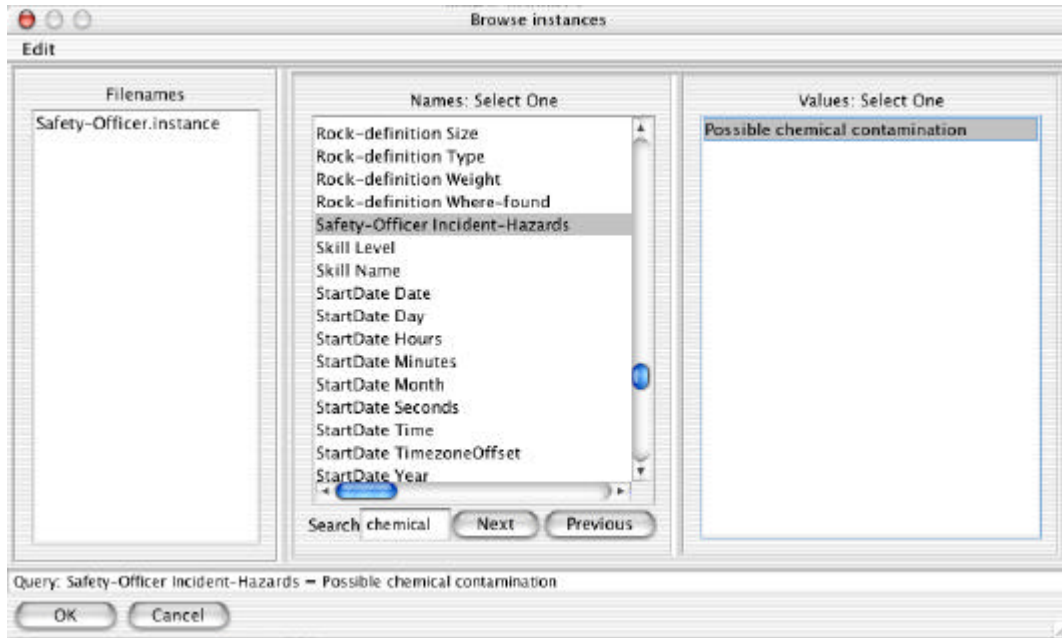 Browse instances
Edit
Filenames
Safety-Officer.instance
Names: Select One
Rock-definition Size
Rock-definition Type
Rock-definition Weight
Rock-definition Where-found
Safety-Officer Incident-Hazards
Skill Level
Skill Name
StartDate Date
StartDate Day
StartDate Hours
StartDate Minutes
StartDate Month
StartDate Seconds
StartDate Time
StartDate TimezoneOffset
StartDate Year
Search chemical Next Previous
Values: Select One
Possible chemical contamination
Query: Safety-Officer Incident-Hazards = Possible chemical contamination
OK Cancel